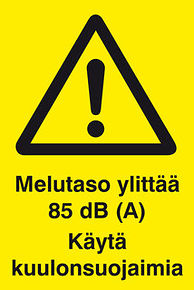 Melutaso ylittää
85 dB (A)
Käytä
kuulonsuojaimia